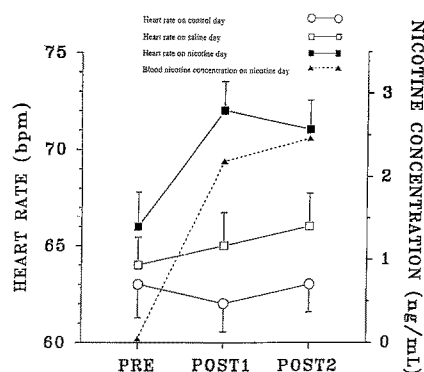 Heart rate on control day
Heart rate on saline day
Heart rate on nicotine day
Blood nicotine concentration on nicotine day
75
70
65
60
HEART RATE (bpm)
PRE POST1 POST2
3
2
1
0
NICOTINE CONCENTRATION (ng/mL)